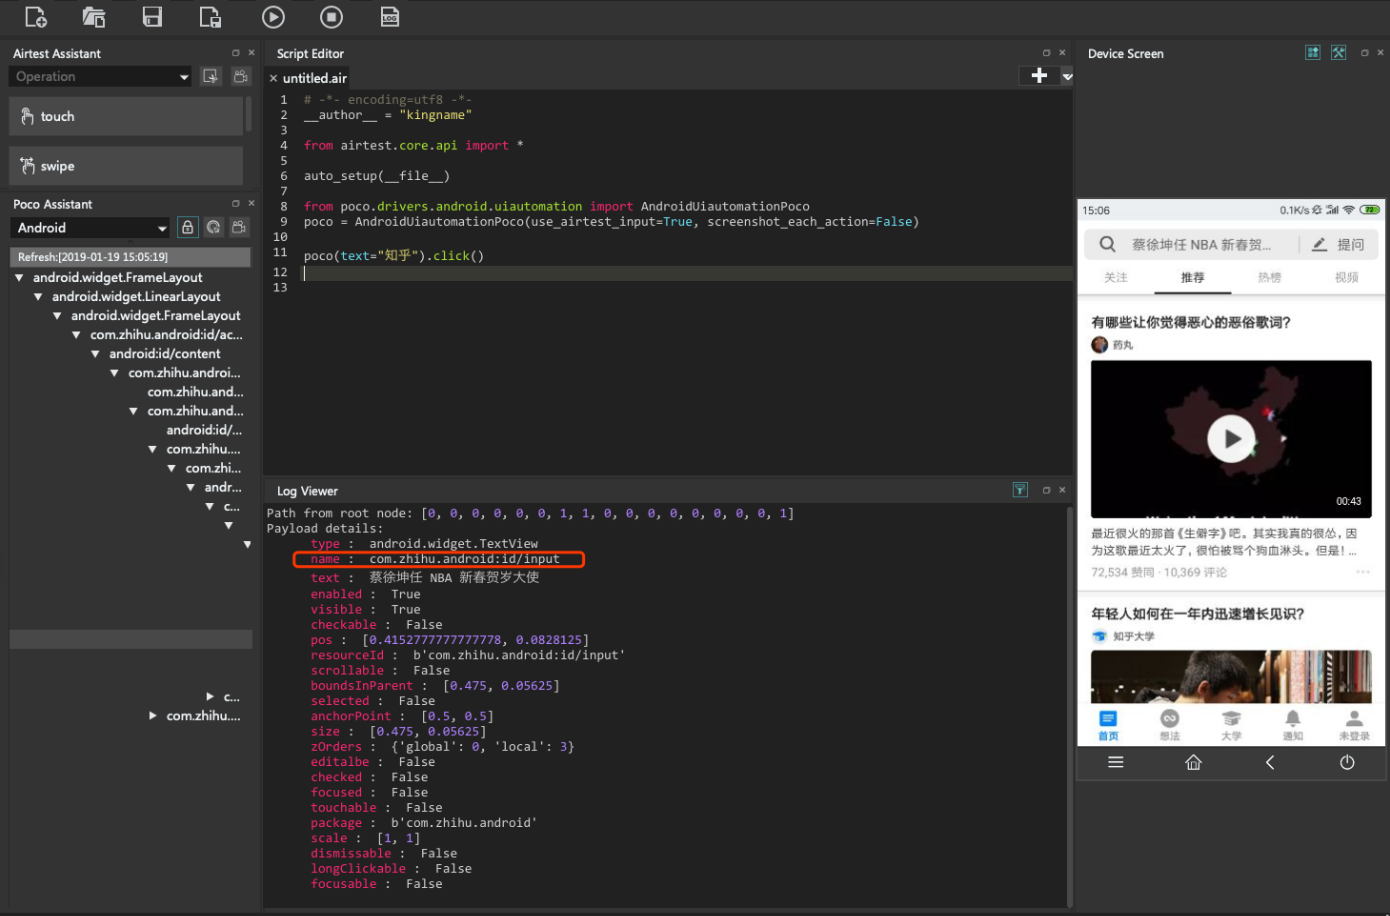 LOG
Airtest Assistant
Operation
touch
swipe
Poco Assistant
Android
Refresh:[2019-01-19 15:05:19]
android.widget.FrameLayout
android.widget.LinearLayout
android.widget.FrameLayout
com.zhihu.android:id/ac...
android:id/content
com.zhihu.androi...
com.zhihu.and...
com.zhihu.and...
android:id/...
com.zhihu....
com.zhi...
andr...
c...
c...
com.zhihu....
Script Editor
untitled.air
1 # -*- encoding=utf8 -*-
2 __author__ = "kingname"
3
4 from airtest.core.api import *
5
6 auto_setup(__file__)
7
8 from poco.drivers.android.uiautomation import AndroidUiautomationPoco
9 poco = AndroidUiautomationPoco(use_airtest_input=True, screenshot_each_action=False)
10
11 poco(text="知乎").click()
12
13
Log Viewer
Path from root node: [0, 0, 0, 0, 0, 0, 1, 1, 0, 0, 0, 0, 0, 0, 0, 0, 1]
Payload details:
type : android.widget.TextView
name : com.zhihu.android:id/input
text : 蔡徐坤任 NBA 新春贺岁大使
enabled : True
visible : True
checkable : False
pos : [0.4152777777777778, 0.0828125]
resourceId : b'com.zhihu.android:id/input'
scrollable : False
boundsInParent : [0.475, 0.05625]
selected : False
anchorPoint : [0.5, 0.5]
size : [0.475, 0.05625]
zOrders : {'global': 0, 'local': 3}
editalbe : False
checked : False
focused : False
touchable : False
package : b'com.zhihu.android'
scale : [1, 1]
dismissable : False
longClickable : False
focusable : False
Device Screen
15:06 0.1K/s
蔡徐坤任 NBA 新春贺... 提问
关注 推荐 热榜 视频
有哪些让你觉得恶心的恶俗歌词?
药丸
00:43
最近很火的那首《生僻字》吧。其实我真的很怂，因
为这歌最近太火了，很怕被骂个狗血淋头。但是! ...
72,534 赞同 · 10,369 评论
年轻人如何在一年内迅速增长见识?
知乎大学
首页 想法 大学 通知 未登录